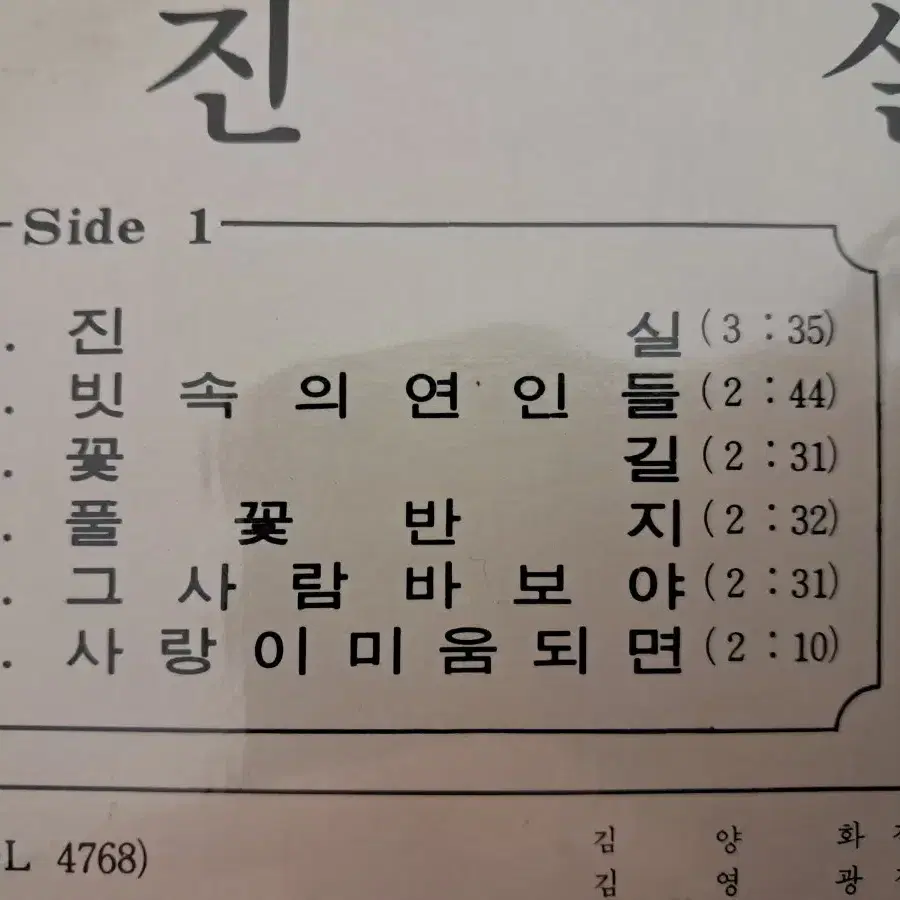 진
Side 1
. 진 실 (3 : 35)
. 빗 속 의 연 인 들 (2 : 44)
. 꽃 길 (2 : 31)
. 풀 꽃 반 지 (2 : 32)
. 그 사 람 바 보 야 (2 : 31)
. 사 랑 이 미 움 되 면 (2 : 10)
L 4768)
김 양 화
김 영 광